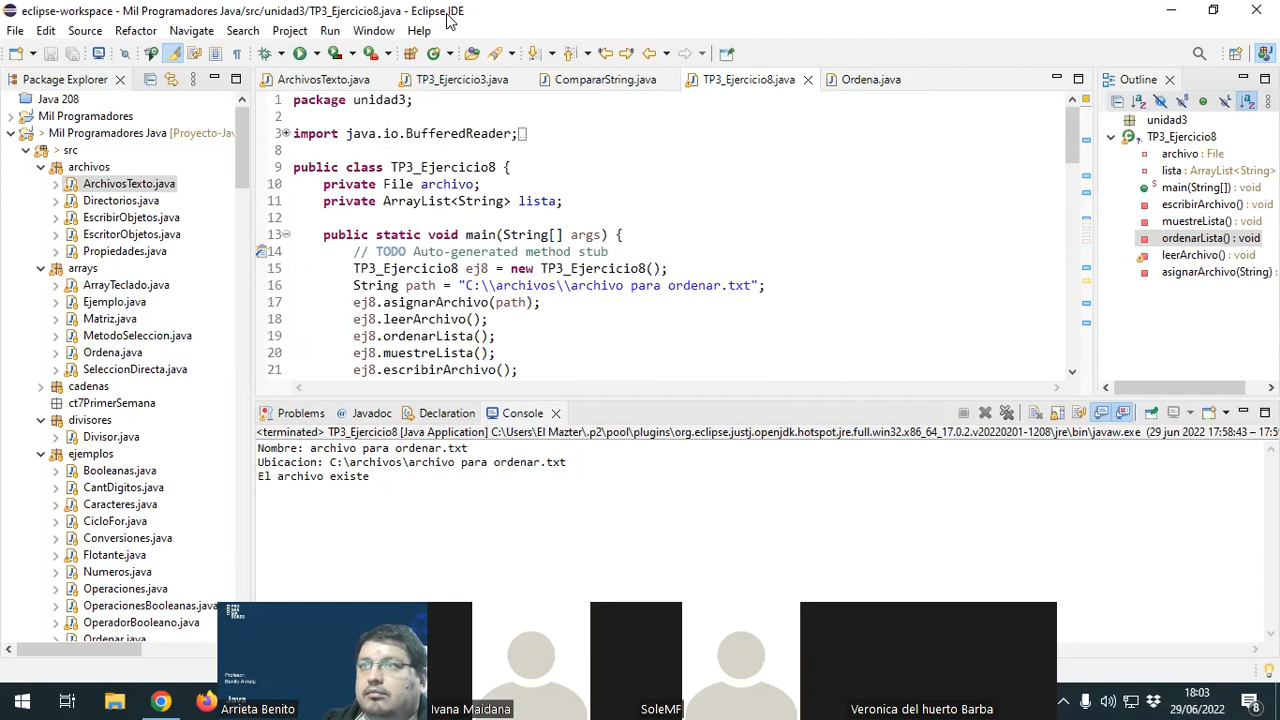 eclipse-workspace - Mil Programadores Java/src/unidad3/TP3_Ejercicio8.java - Eclipse IDE
File Edit Source Refactor Navigate Search Project Run Window Help
Package Explorer
Java 208
Mil Programadores
> Mil Programadores Java [Proyecto-Jav
> src
archivos
ArchivosTexto.java
Directorios.java
EscribirObjetos.java
EscritorObjetos.java
Propiedades.java
arrays
ArrayTeclado.java
Ejemplo.java
Matriz.java
MetodoSeleccion.java
Ordena.java
SeleccionDirecta.java
cadenas
ct7PrimerSemana
divisores
Divisor.java
ejemplos
Booleanas.java
CantDigitos.java
Caracteres.java
CicloFor.java
Conversiones.java
Flotante.java
Numeros.java
Operaciones.java
OperacionesBooleanas.java
OperadorBooleano.java
Ordenar.java
ArchivosTexto.java TP3_Ejercicio3.java CompararString.java TP3_Ejercicio8.java Ordena.java
1 package unidad3;
2
3 import java.io.BufferedReader;
8
9 public class TP3_Ejercicio8 {
10 private File archivo;
11 private ArrayList<String> lista;
12
13 public static void main(String[] args) {
14 // TODO Auto-generated method stub
15 TP3_Ejercicio8 ej8 = new TP3_Ejercicio8();
16 String path = "C:\\archivos\\archivo para ordenar.txt";
17 ej8.asignarArchivo(path);
18 ej8.leerArchivo();
19 ej8.ordenarLista();
20 ej8.muestreLista();
21 ej8.escribirArchivo();
Outline
unidad3
TP3_Ejercicio8
archivo : File
lista : ArrayList<String>
main(String[]) : void
escribirArchivo() : void
muestreLista() : void
ordenarLista() : void
leerArchivo() : void
asignarArchivo(String)
Problems Javadoc Declaration Console
<terminated> TP3_Ejercicio8 [Java Application] C:\Users\El Mazter\.p2\pool\plugins\org.eclipse.justj.openjdk.hotspot.jre.full.win32.x86_64_17.0.2.v20220201-1208\jre\bin\javaw.exe (29 jun 2022 17:58:43 – 17:5
Nombre: archivo para ordenar.txt
Ubicacion: C:\archivos\archivo para ordenar.txt
El archivo existe
Profesor:
Benito Arrieta
Java
Arrieta Benito
Ivana Maidana
SoleMF
Veronica del huerto Barba
ESP
18:03
29/06/2022
8